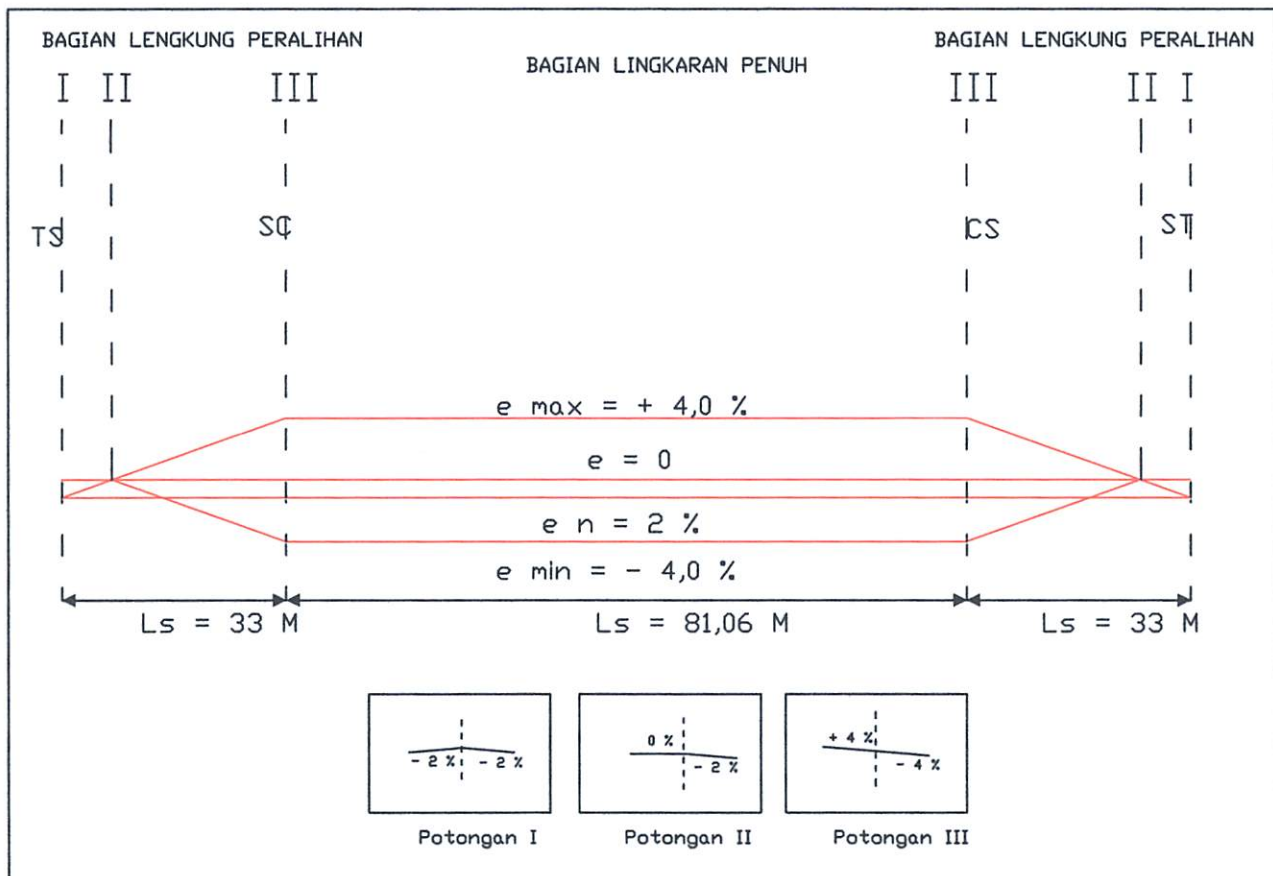 BAGIAN LENGKUNG PERALIHAN
BAGIAN LINGKARAN PENUH
BAGIAN LENGKUNG PERALIHAN
I II III III II I
TS SC CS ST
e max = + 4,0 %
e = 0
e n = 2 %
e min = - 4,0 %
Ls = 33 M Ls = 81,06 M Ls = 33 M
- 2 % - 2 %
0 %
- 2 %
+ 4 %
- 4 %
Potongan I Potongan II Potongan III